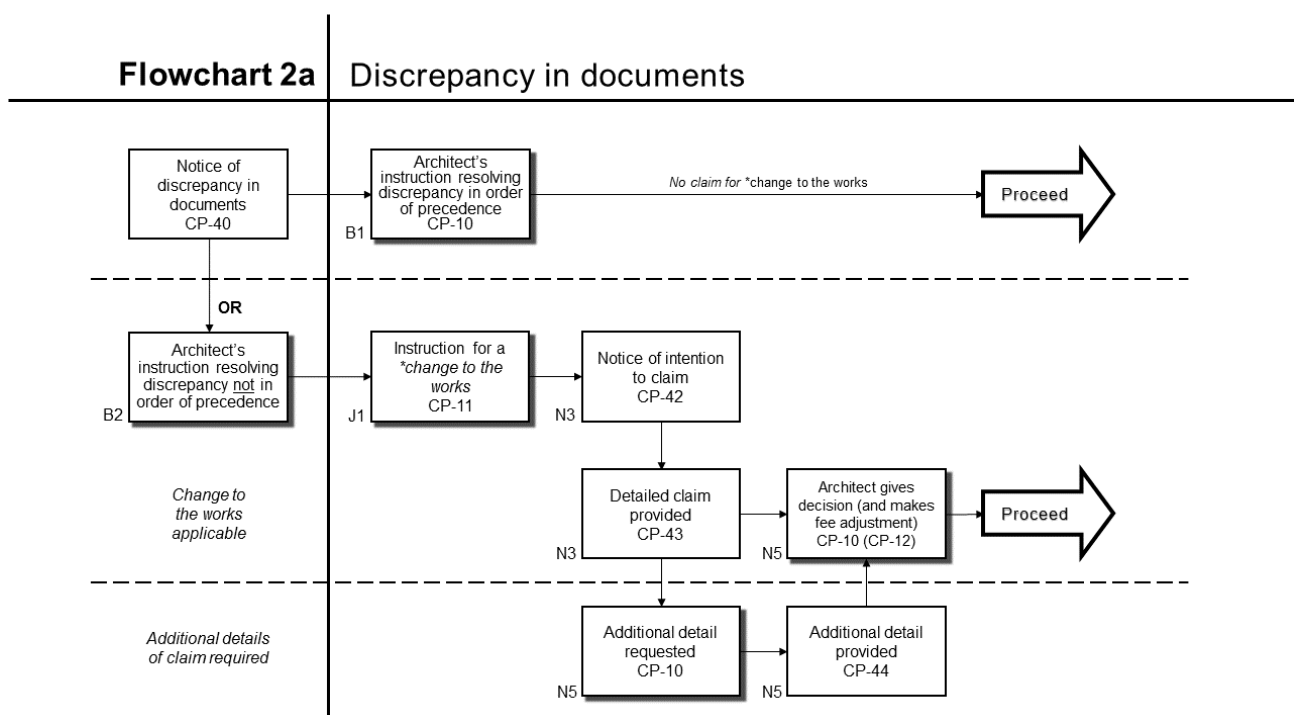 Flowchart 2a
Discrepancy in documents
Notice of
discrepancy in
documents
CP-40
Architect's
instruction resolving
discrepancy in order
of precedence
CP-10
B1
No claim for *change to the works
Proceed
OR
Architect's
instruction resolving
discrepancy not in
order of precedence
B2
Instruction for a
*change to the
works
CP-11
J1
Notice of intention
to claim
CP-42
N3
Change to
the works
applicable
Detailed claim
provided
CP-43
N3
Architect gives
decision (and makes
fee adjustment)
CP-10 (CP-12)
N5
Proceed
Additional details
of claim required
Additional detail
requested
CP-10
N5
Additional detail
provided
CP-44
N5